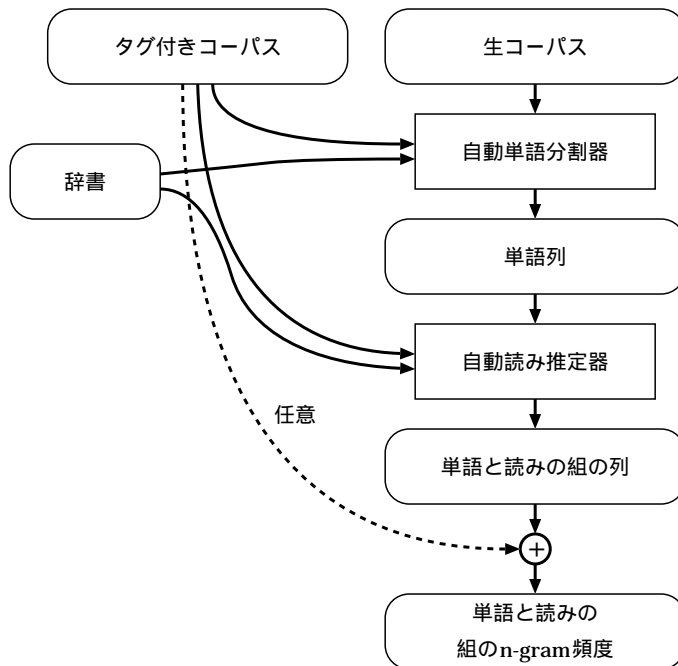 タグ付きコーパス
生コーパス
自動単語分割器
辞書
単語列
自動読み推定器
任意
単語と読みの組の列
+
単語と読みの
組のn-gram頻度